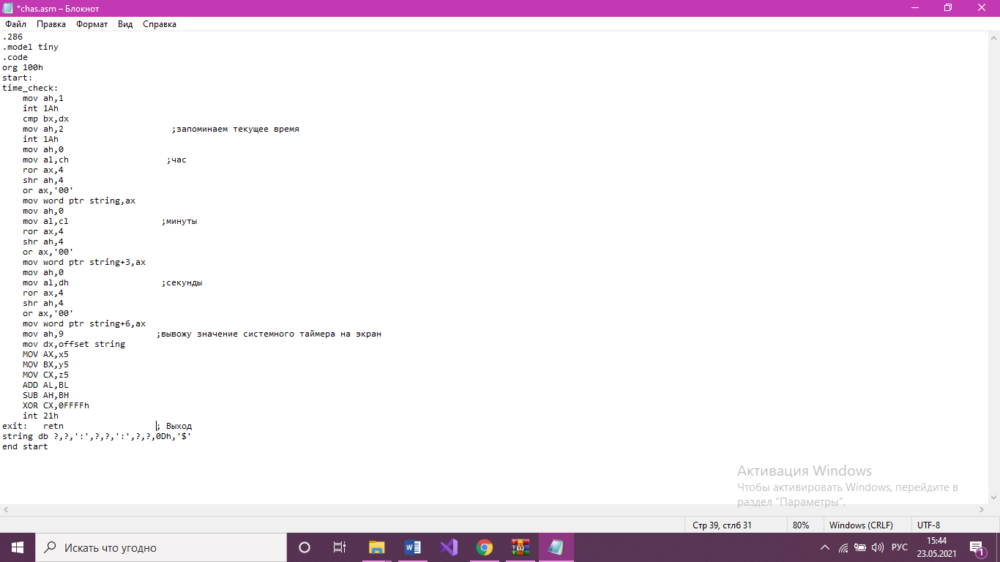 *chas.asm – Блокнот
Файл Правка Формат Вид Справка
.286
.model tiny
.code
org 100h
start:
time_check:
mov ah,1
int 1Ah
cmp bx,dx
mov ah,2 ;запоминаем текущее время
int 1Ah
mov ah,0
mov al,ch ;час
ror ax,4
shr ah,4
or ax,'00'
mov word ptr string,ax
mov ah,0
mov al,cl ;минуты
ror ax,4
shr ah,4
or ax,'00'
mov word ptr string+3,ax
mov ah,0
mov al,dh ;секунды
ror ax,4
shr ah,4
or ax,'00'
mov word ptr string+6,ax
mov ah,9 ;вывожу значение системного таймера на экран
mov dx,offset string
MOV AX,x5
MOV BX,y5
MOV CX,z5
ADD AL,BL
SUB AH,BH
XOR CX,0FFFFh
int 21h
exit: retn ; Выход
string db ?,?,':',?,?,':',?,?,0Dh,'$'
end start
Активация Windows
Чтобы активировать Windows, перейдите в
раздел "Параметры".
Стр 39, стлб 31 80% Windows (CRLF) UTF-8
Искать что угодно
РУС
15:44
23.05.2021
1